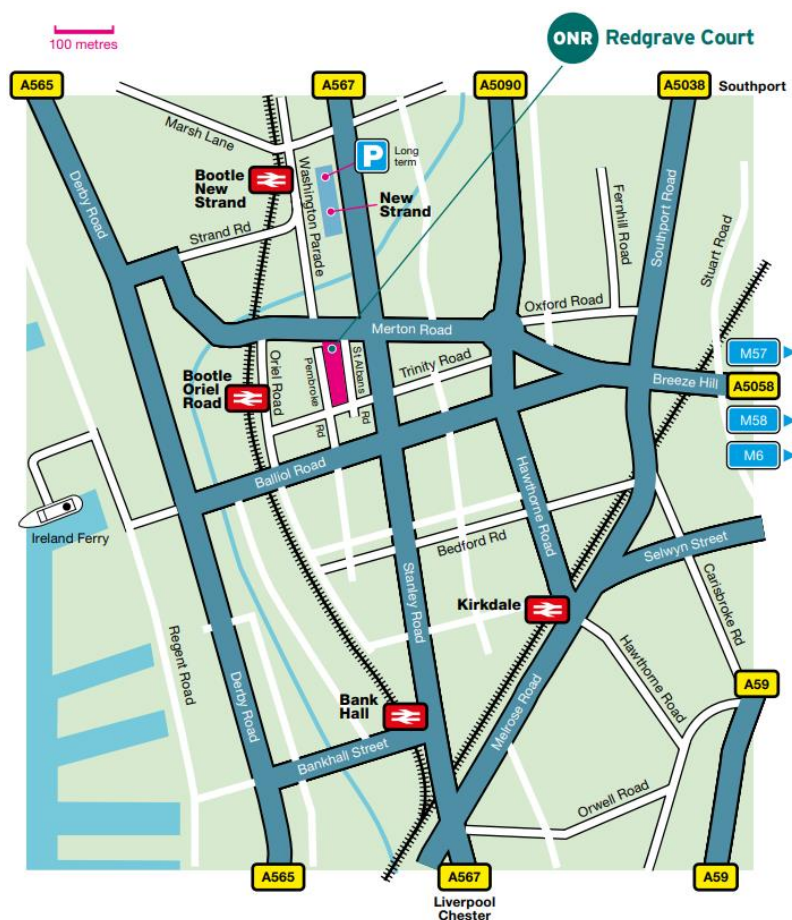 100 metres
ONR Redgrave Court
A565
A567
A5090
A5038
Southport
Marsh Lane
P
Long
term
Bootle
New
Strand
Washington Parade
New
Strand
Derby Road
Strand Rd
Fernhill Road
Southport Road
Stuart Road
Oxford Road
Merton Road
M57
Bootle
Oriel
Road
Oriel Road
Pembroke
Rd
St Albans
Rd
Trinity Road
Breeze Hill
A5058
M58
M6
Balliol Road
Hawthorne Road
Ireland Ferry
Bedford Rd
Selwyn Street
Stanley Road
Kirkdale
Carisbroke Rd
Regent Road
Derby Road
Hawthorne Road
Melrose Road
A59
Bank
Hall
Bankhall Street
Orwell Road
A565
A567
A59
Liverpool
Chester